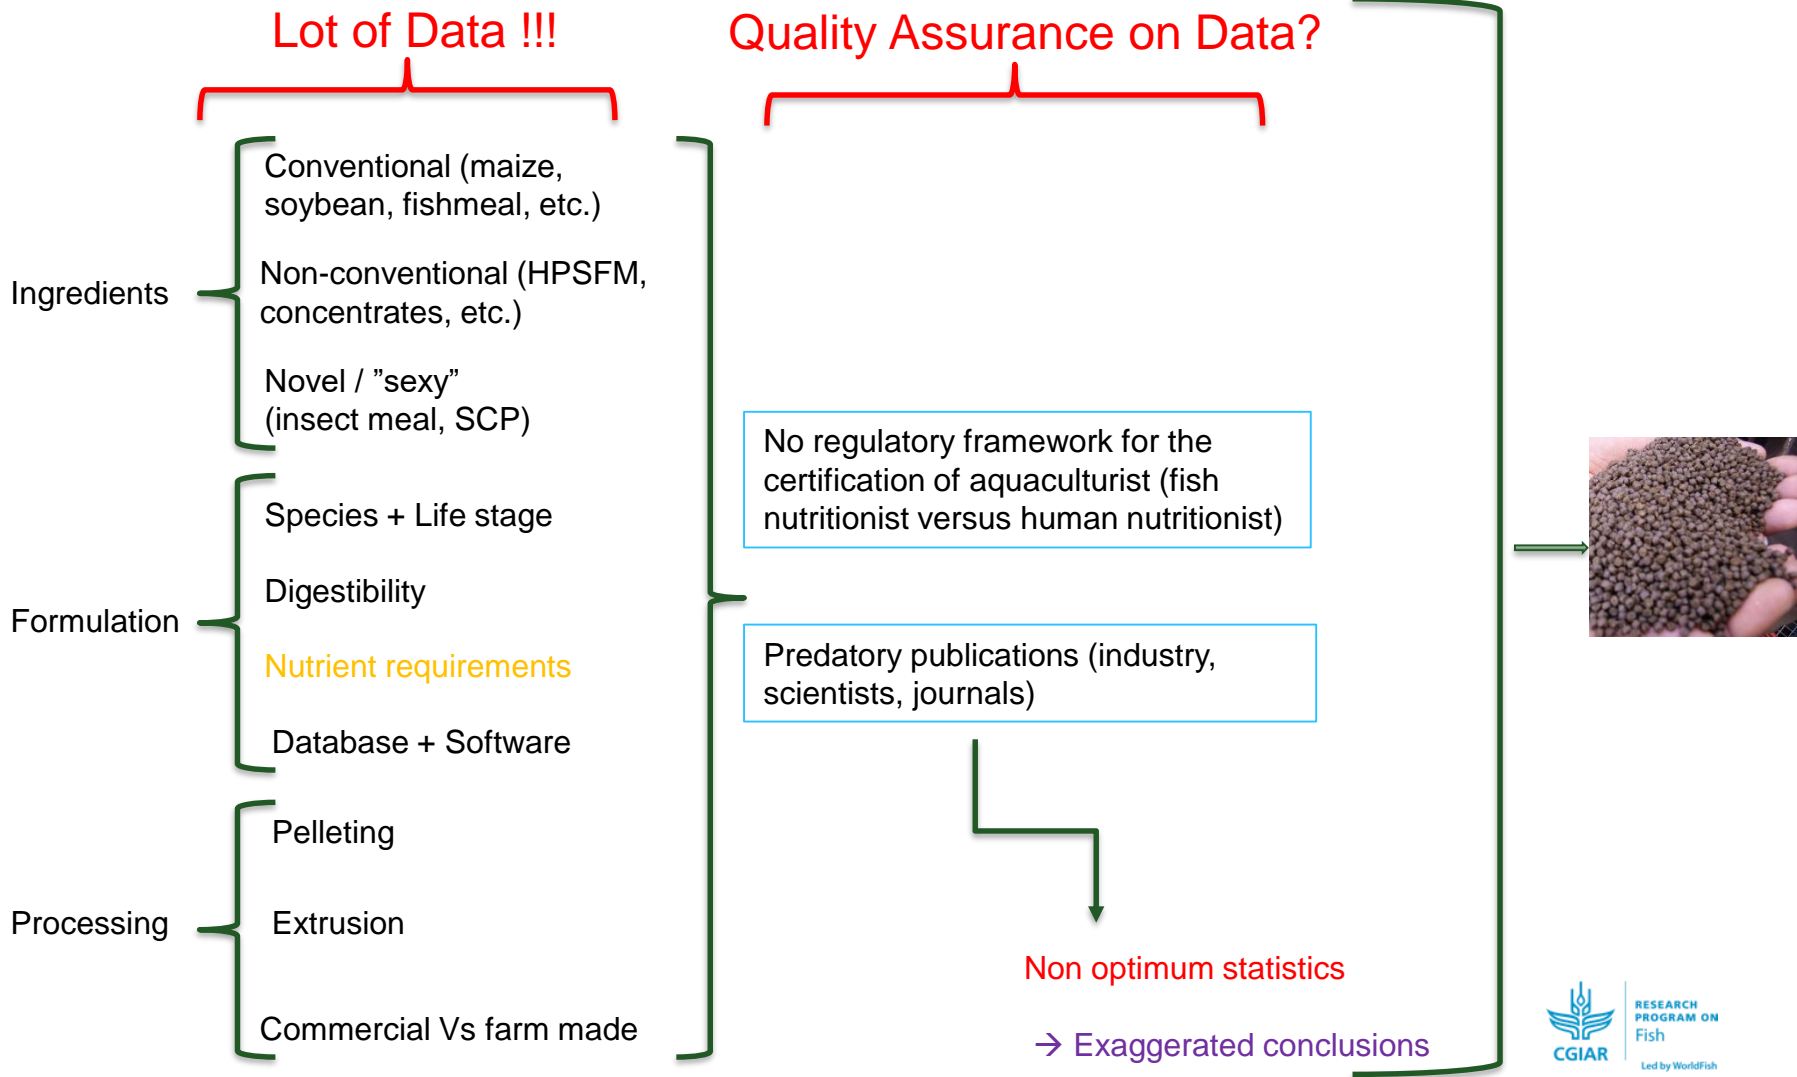 Lot of Data !!!
Quality Assurance on Data?
Ingredients
Conventional (maize,
soybean, fishmeal, etc.)
Non-conventional (HPSFM,
concentrates, etc.)
Novel / ”sexy”
(insect meal, SCP)
Formulation
Species + Life stage
Digestibility
Nutrient requirements
Database + Software
Processing
Pelleting
Extrusion
Commercial Vs farm made
No regulatory framework for the
certification of aquaculturist (fish
nutritionist versus human nutritionist)
Predatory publications (industry,
scientists, journals)
Non optimum statistics
→ Exaggerated conclusions
CGIAR
RESEARCH
PROGRAM ON
Fish
Led by WorldFish